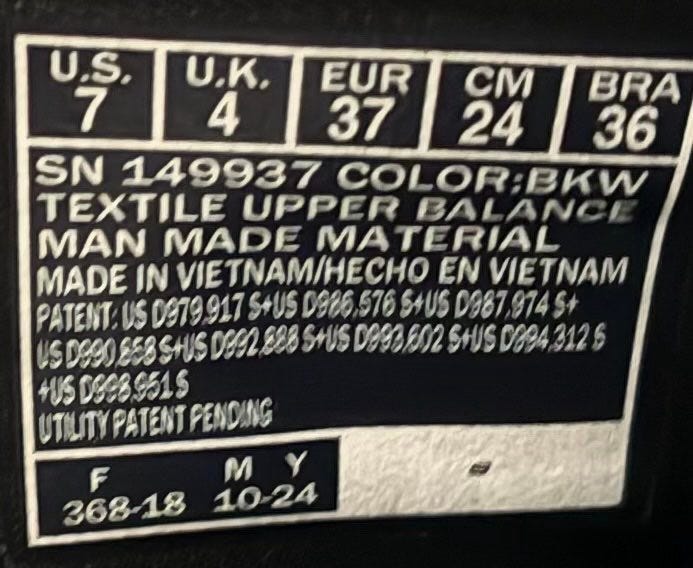 U.S. U.K. EUR CM BRA
7 4 37 24 36
SN 149937 COLOR:BKW
TEXTILE UPPER BALANCE
MAN MADE MATERIAL
MADE IN VIETNAM/HECHO EN VIETNAM
PATENT: US D979,917 S+US D986,576 S+US D987,974 S+
US D990,858 S+US D992,888 S+US D993,602 S+US D994,312 S
+US D998,951 S
UTILITY PATENT PENDING
F M Y
368-18 10-24